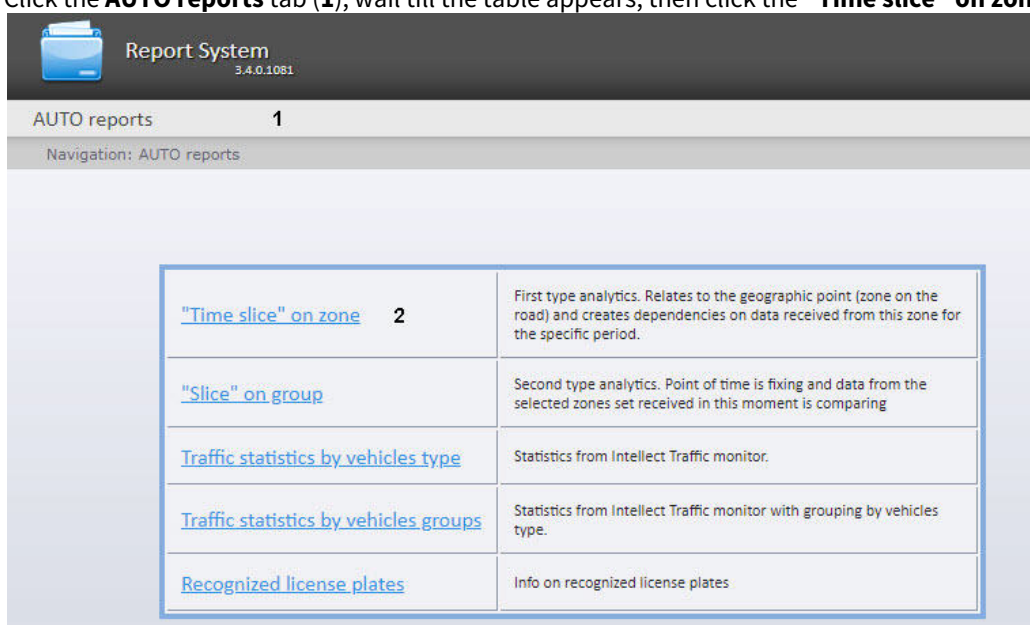 Click the AUTO reports tab (1), wait till the table appears, then click the "Time slice" on zon
Report System
3.4.0.1081
AUTO reports 1
Navigation: AUTO reports
"Time slice" on zone 2
First type analytics. Relates to the geographic point (zone on the
road) and creates dependencies on data received from this zone for
the specific period.
"Slice" on group
Second type analytics. Point of time is fixing and data from the
selected zones set received in this moment is comparing
Traffic statistics by vehicles type
Statistics from Intellect Traffic monitor.
Traffic statistics by vehicles groups
Statistics from Intellect Traffic monitor with grouping by vehicles
type.
Recognized license plates
Info on recognized license plates